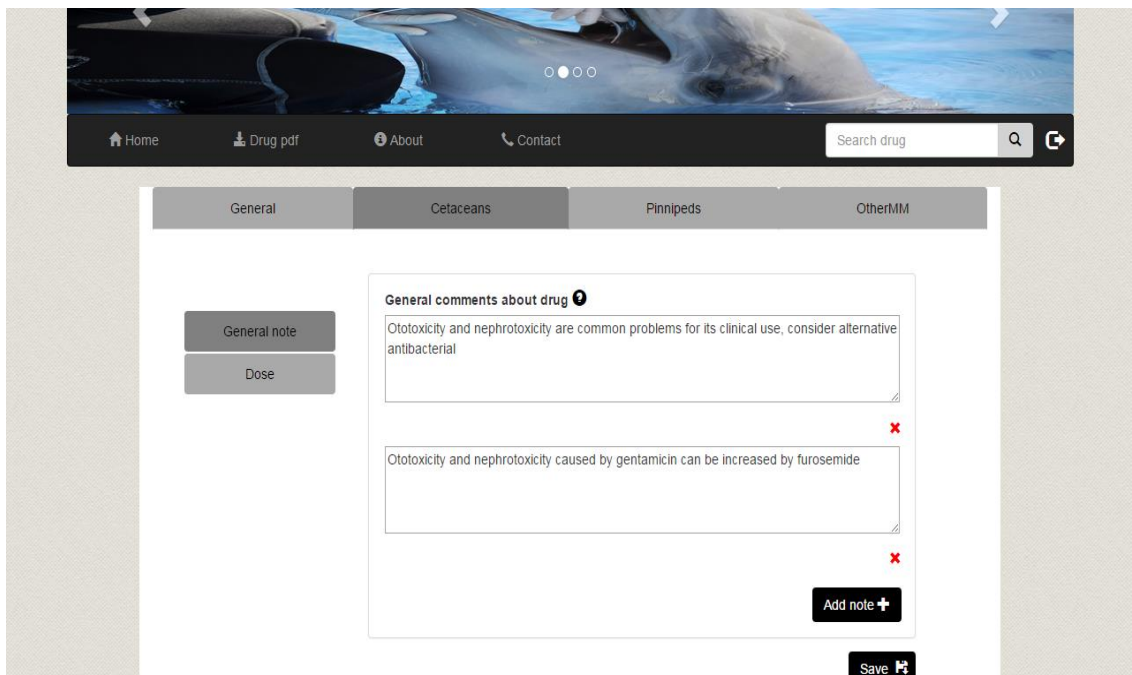 Home Drug pdf About Contact Search drug
General Cetaceans Pinnipeds OtherMM
General comments about drug
General note
Dose
Ototoxicity and nephrotoxicity are common problems for its clinical use, consider alternative
antibacterial
Ototoxicity and nephrotoxicity caused by gentamicin can be increased by furosemide
Add note
Save